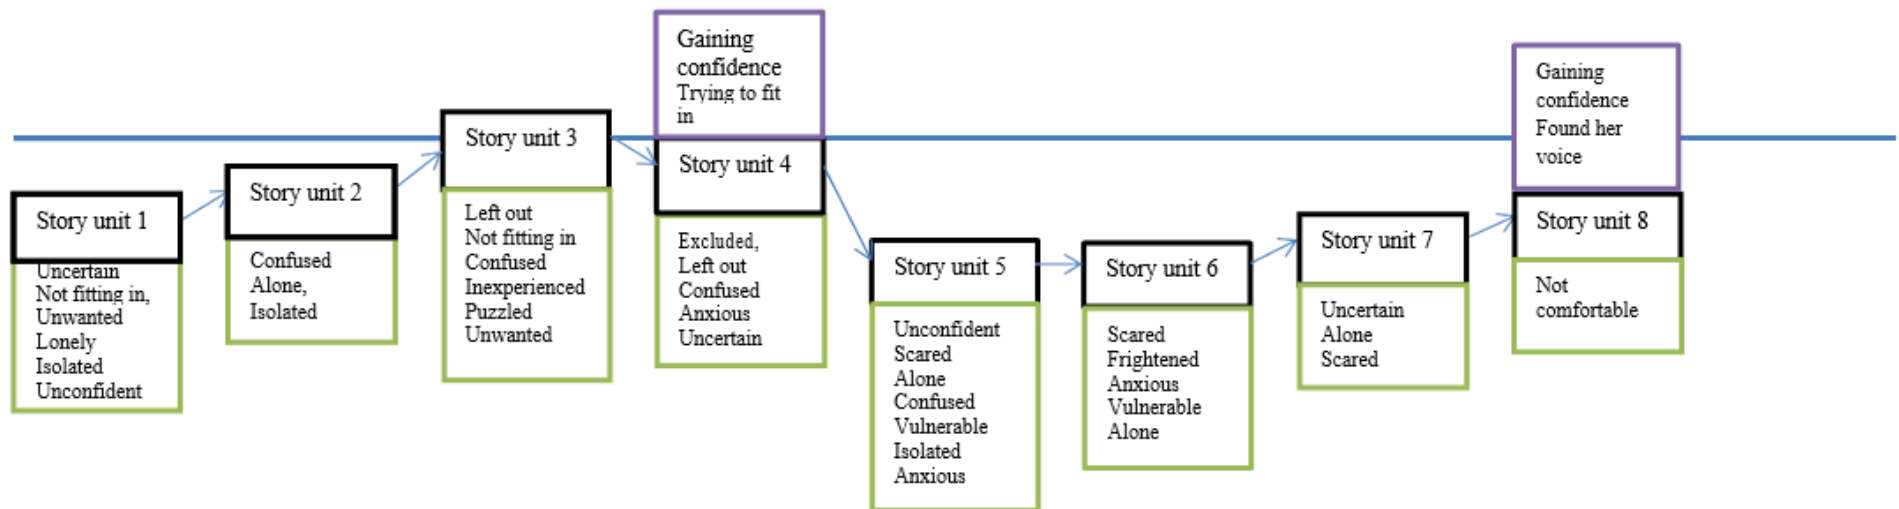 Story unit 1
Uncertain
Not fitting in,
Unwanted
Lonely
Isolated
Unconfident
Story unit 2
Confused
Alone,
Isolated
Story unit 3
Left out
Not fitting in
Confused
Inexperienced
Puzzled
Unwanted
Gaining
confidence
Trying to fit
in
Story unit 4
Excluded,
Left out
Confused
Anxious
Uncertain
Story unit 5
Unconfident
Scared
Alone
Confused
Vulnerable
Isolated
Anxious
Story unit 6
Scared
Frightened
Anxious
Vulnerable
Alone
Story unit 7
Uncertain
Alone
Scared
Gaining
confidence
Found her
voice
Story unit 8
Not
comfortable